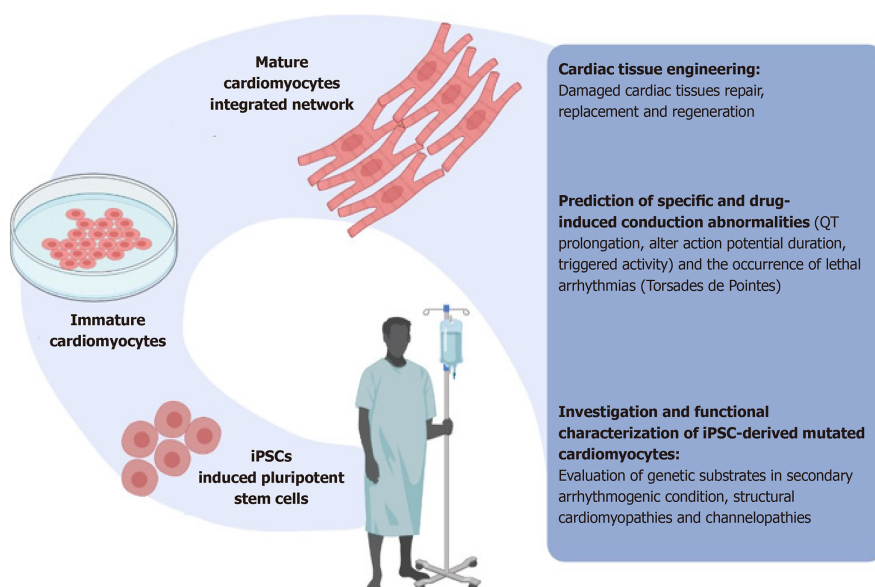 Mature
cardiomyocytes
integrated network
Immature
cardiomyocytes
iPSCs
induced pluripotent
stem cells
Cardiac tissue engineering:
Damaged cardiac tissues repair,
replacement and regeneration
Prediction of specific and drug-
induced conduction abnormalities (QT
prolongation, alter action potential duration,
triggered activity) and the occurrence of lethal
arrhythmias (Torsades de Pointes)
Investigation and functional
characterization of iPSC-derived mutated
cardiomyocytes:
Evaluation of genetic substrates in secondary
arrhythmogenic condition, structural
cardiomyopathies and channelopathies